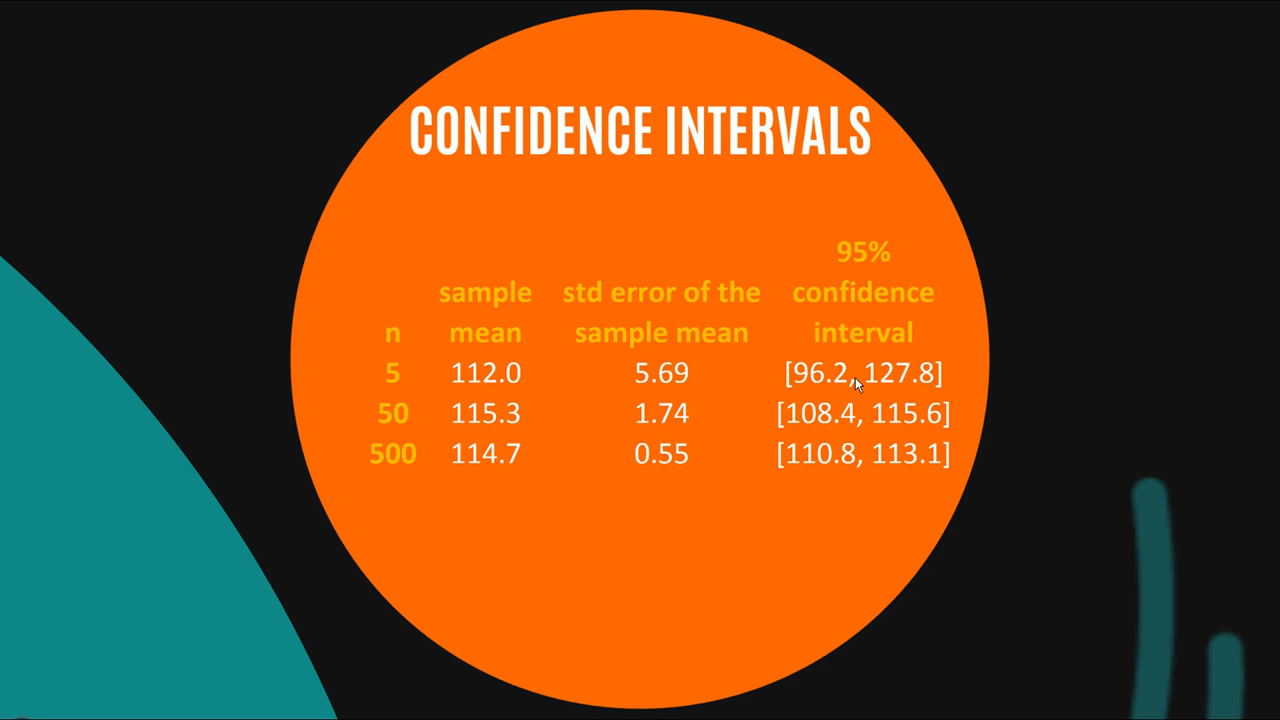 CONFIDENCE INTERVALS
95%
sample std error of the confidence
n mean sample mean interval
5 112.0 5.69 [96.2, 127.8]
50 115.3 1.74 [108.4, 115.6]
500 114.7 0.55 [110.8, 113.1]